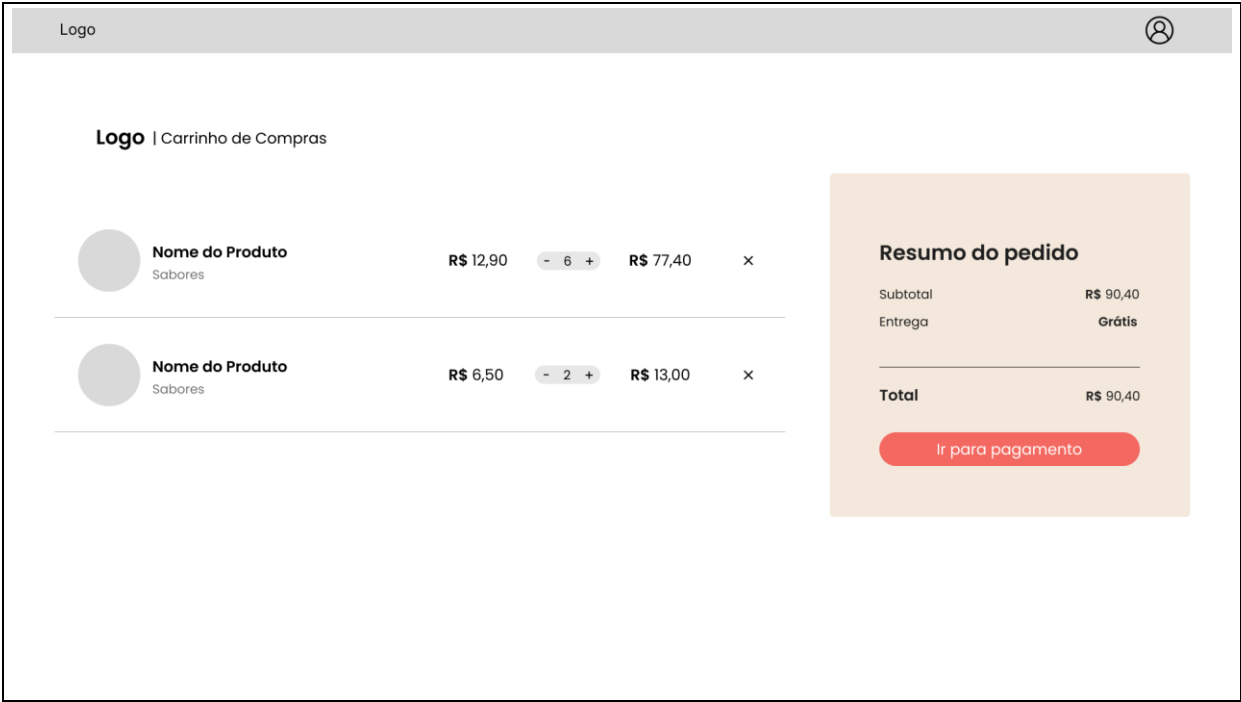 Logo
Logo | Carrinho de Compras
Nome do Produto
Sabores
R$ 12,90 - 6 + R$ 77,40 ×
Nome do Produto
Sabores
R$ 6,50 - 2 + R$ 13,00 ×
Resumo do pedido
Subtotal R$ 90,40
Entrega Grátis
Total R$ 90,40
Ir para pagamento